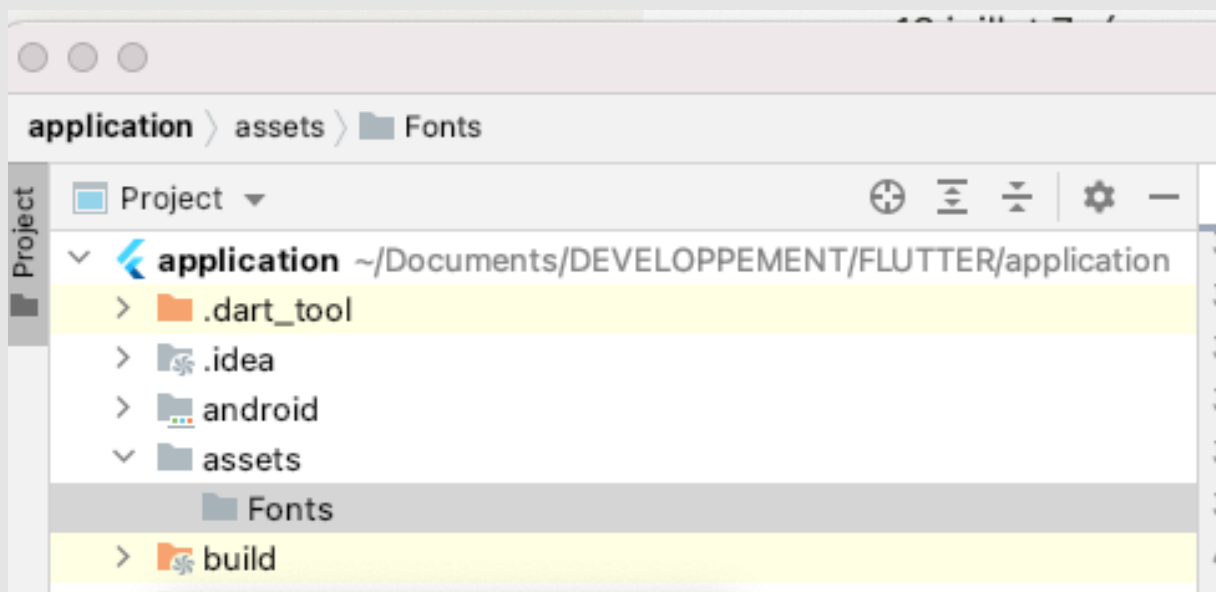 application assets Fonts
Project
Project
application ~/Documents/DEVELOPPEMENT/FLUTTER/application
.dart_tool
.idea
android
assets
Fonts
build